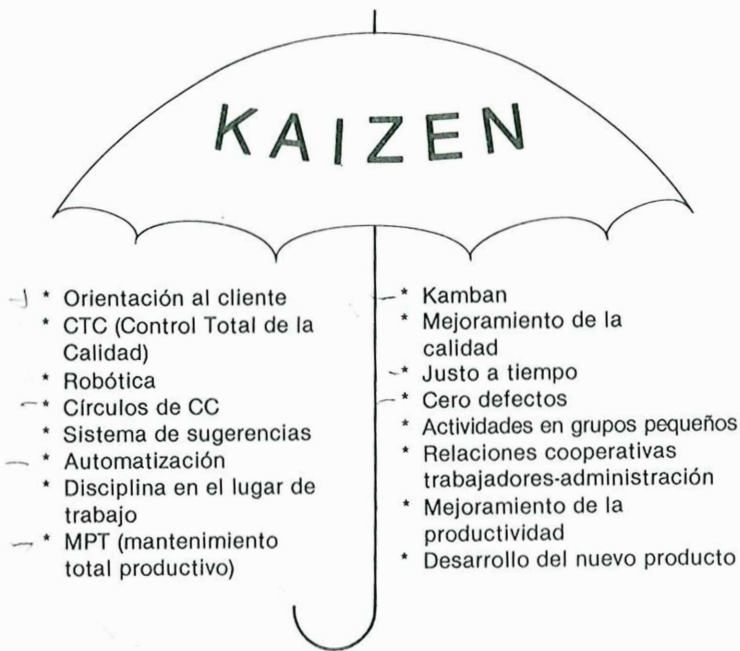 KAIZEN
* Orientación al cliente
* CTC (Control Total de la
Calidad)
* Robótica
* Círculos de CC
* Sistema de sugerencias
* Automatización
* Disciplina en el lugar de
trabajo
* MPT (mantenimiento
total productivo)
* Kamban
* Mejoramiento de la
calidad
* Justo a tiempo
* Cero defectos
* Actividades en grupos pequeños
* Relaciones cooperativas
trabajadores-administración
* Mejoramiento de la
productividad
* Desarrollo del nuevo producto